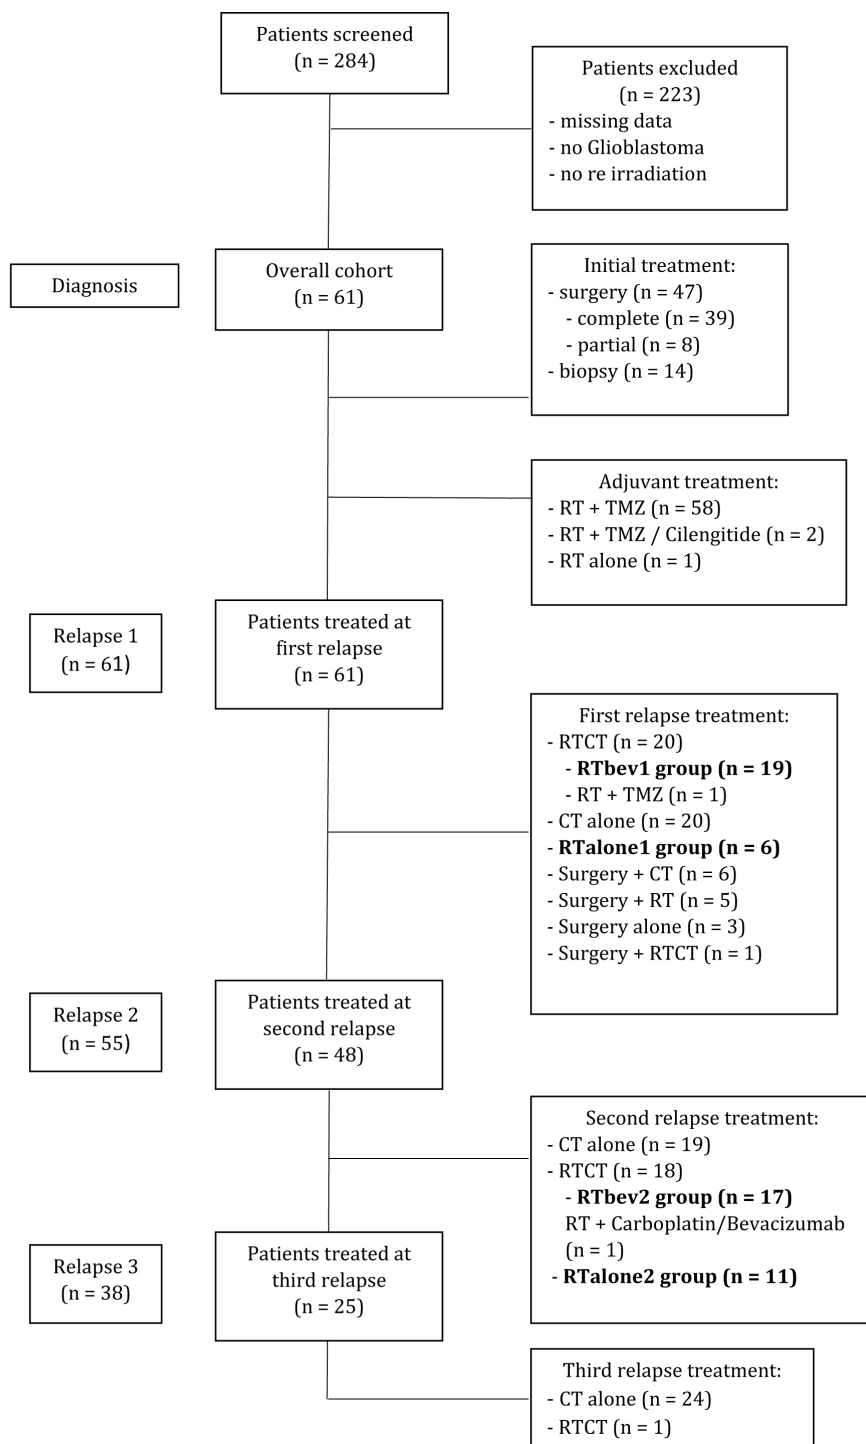 Patients screened
(n = 284)
Patients excluded
(n = 223)
- missing data
- no Glioblastoma
- no re irradiation
Diagnosis
Overall cohort
(n = 61)
Initial treatment:
- surgery (n = 47)
- complete (n = 39)
- partial (n = 8)
- biopsy (n = 14)
Adjuvant treatment:
- RT + TMZ (n = 58)
- RT + TMZ / Cilengitide (n = 2)
- RT alone (n = 1)
Relapse 1
(n = 61)
Patients treated at
first relapse
(n = 61)
First relapse treatment:
- RTCT (n = 20)
- RTbev1 group (n = 19)
- RT + TMZ (n = 1)
- CT alone (n = 20)
- RTalone1 group (n = 6)
- Surgery + CT (n = 6)
- Surgery + RT (n = 5)
- Surgery alone (n = 3)
- Surgery + RTCT (n = 1)
Relapse 2
(n = 55)
Patients treated at
second relapse
(n = 48)
Second relapse treatment:
- CT alone (n = 19)
- RTCT (n = 18)
- RTbev2 group (n = 17)
RT + Carboplatin/Bevacizumab
(n = 1)
- RTalone2 group (n = 11)
Relapse 3
(n = 38)
Patients treated at
third relapse
(n = 25)
Third relapse treatment:
- CT alone (n = 24)
- RTCT (n = 1)